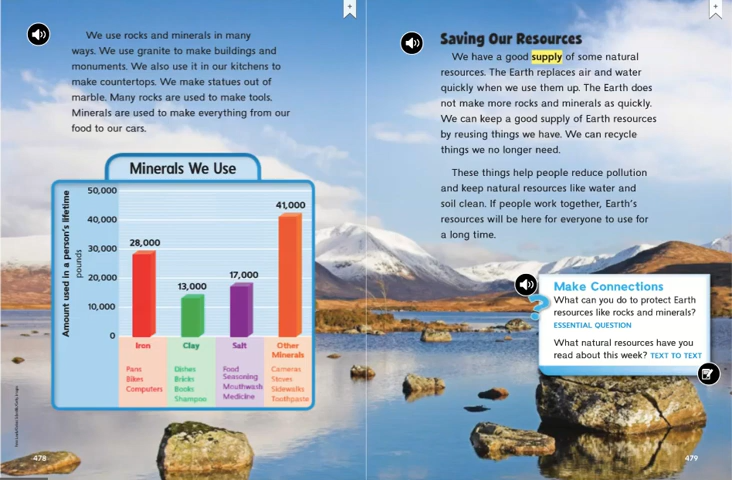 We use rocks and minerals in many
ways. We use granite to make buildings and
monuments. We also use it in our kitchens to
make countertops. We make statues out of
marble. Many rocks are used to make tools.
Minerals are used to make everything from our
food to our cars.
Minerals We Use
Amount used in a person's lifetime
pounds
50,000
40,000
30,000
20,000
10,000
0
28,000
13,000
17,000
41,000
Iron
Pans
Bikes
Computers
Clay
Dishes
Bricks
Books
Shampoo
Salt
Food
Seasoning
Mouthwash
Medicine
Other
Minerals
Cameras
Stoves
Sidewalks
Toothpaste
478
Saving Our Resources
We have a good supply of some natural
resources. The Earth replaces air and water
quickly when we use them up. The Earth does
not make more rocks and minerals as quickly.
We can keep a good supply of Earth resources
by reusing things we have. We can recycle
things we no longer need.
These things help people reduce pollution
and keep natural resources like water and
soil clean. If people work together, Earth's
resources will be here for everyone to use for
a long time.
?
Make Connections
What can you do to protect Earth
resources like rocks and minerals?
ESSENTIAL QUESTION
What natural resources have you
read about this week? TEXT TO TEXT
479